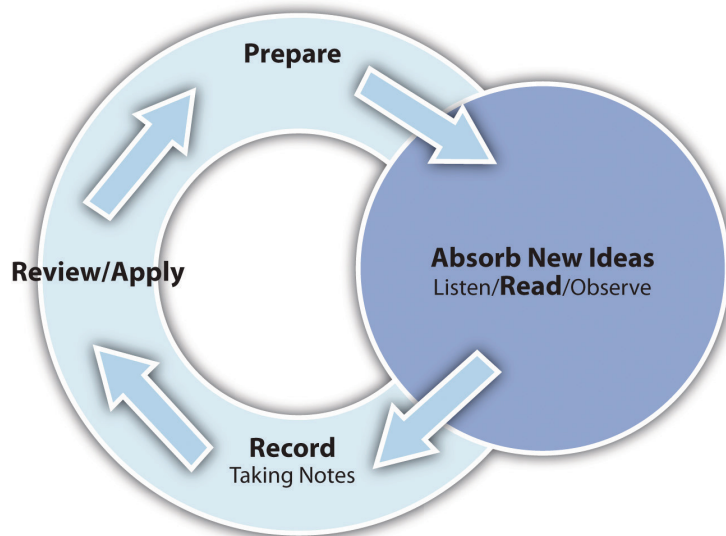 Prepare
Absorb New Ideas
Listen/Read/Observe
Review/Apply
Record
Taking Notes